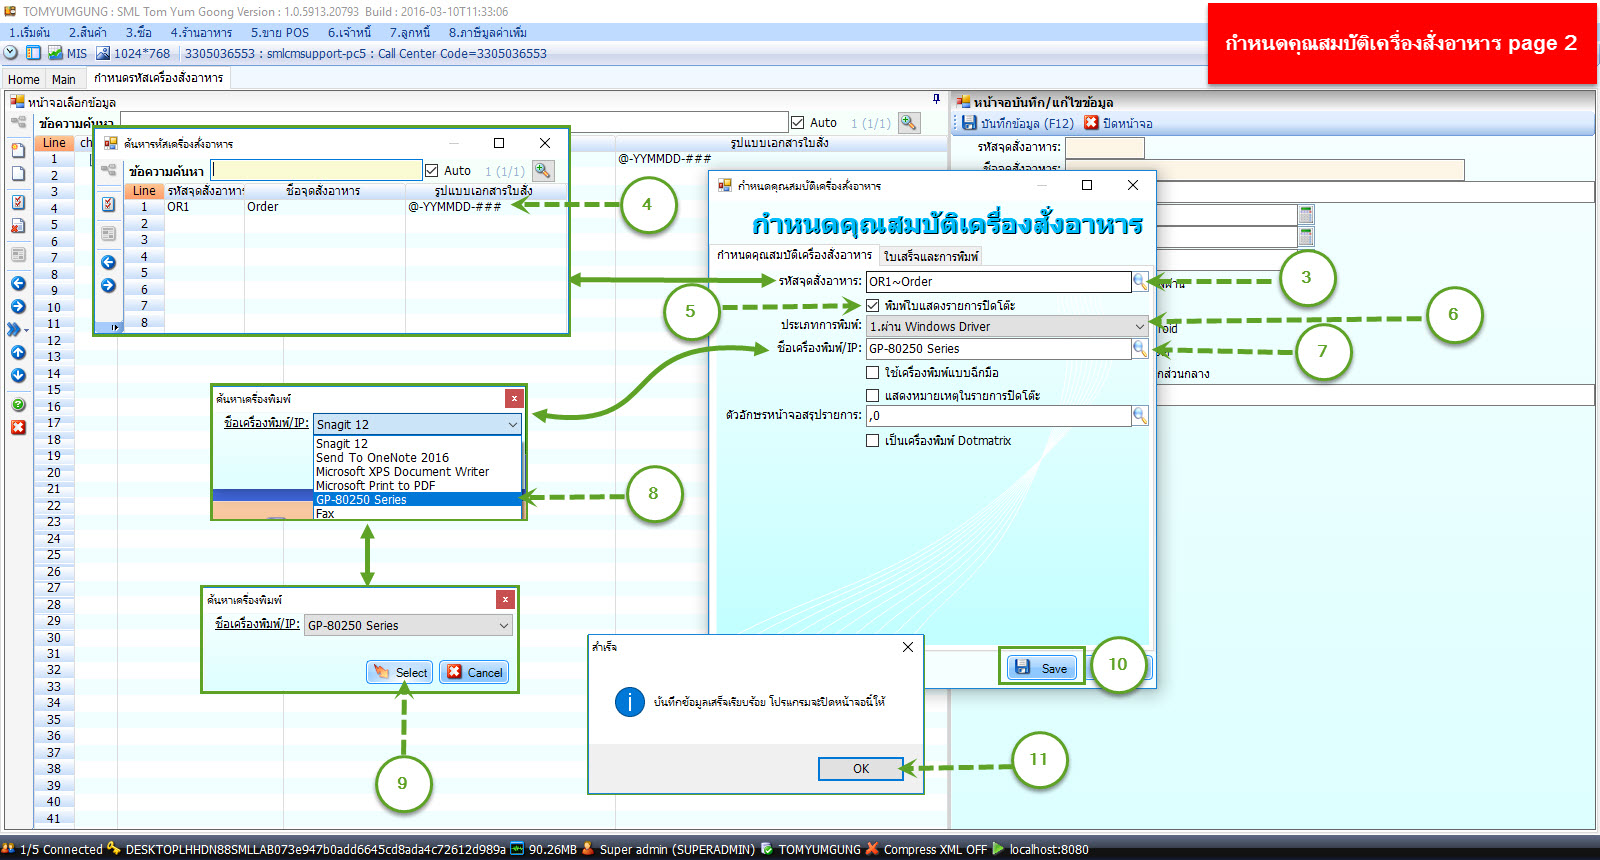 TOMYUMGUNG : SML Tom Yum Goong Version : 1.0.5913.20793  Build : 2016-03-10T11:33:06
กำหนดคุณสมบัติเครื่องสั่งอาหาร page 2
1.เริ่มต้น 2.สินค้า 3.ซื้อ 4.ร้านอาหาร 5.ขาย POS 6.เจ้าหนี้ 7.ลูกหนี้ 8.ภาษีมูลค่าเพิ่ม
MIS 1024*768 3305036553 : smlcmsupport-pc5 : Call Center Code=3305036553
Home Main กำหนดรหัสเครื่องสั่งอาหาร
หน้าจอเลือกข้อมูล
ข้อความค้นหา Auto 1 (1/1)
Line รูปแบบเอกสารใบสั่ง
@-YYMMDD-###
1
2
3
4
5
6
7
8
9
10
11
12
13
14
15
16
17
18
19
20
21
22
23
24
25
26
27
28
29
30
31
32
33
34
35
36
37
38
39
40
41
หน้าจอบันทึก/แก้ไขข้อมูล
บันทึกข้อมูล (F12) ปิดหน้าจอ
รหัสจุดสั่งอาหาร:
ชื่อจุดสั่งอาหาร:
กส่วนกลาง
ค้นหารหัสเครื่องสั่งอาหาร
ข้อความค้นหา Auto 1 (1/1)
Line รหัสจุดสั่งอาหาร ชื่อจุดสั่งอาหาร รูปแบบเอกสารใบสั่ง
1 OR1 Order @-YYMMDD-###
2
3
4
5
6
7
8
4
กำหนดคุณสมบัติเครื่องสั่งอาหาร
กำหนดคุณสมบัติเครื่องสั่งอาหาร
กำหนดคุณสมบัติเครื่องสั่งอาหาร ใบเสร็จและการพิมพ์
รหัสจุดสั่งอาหาร: OR1~Order
3
พิมพ์ใบแสดงรายการปิดโต๊ะ
5
ประเภทการพิมพ์: 1.ผ่าน Windows Driver
6
ชื่อเครื่องพิมพ์/IP: GP-80250 Series
7
ใช้เครื่องพิมพ์แบบฉีกมือ
แสดงหมายเหตุในรายการปิดโต๊ะ
ตัวอักษรหน้าจอสรุปรายการ: ,0
เป็นเครื่องพิมพ์ Dotmatrix
Save
10
ค้นหาเครื่องพิมพ์
ชื่อเครื่องพิมพ์/IP: Snagit 12
Snagit 12
Send To OneNote 2016
Microsoft XPS Document Writer
Microsoft Print to PDF
GP-80250 Series
Fax
8
ค้นหาเครื่องพิมพ์
ชื่อเครื่องพิมพ์/IP: GP-80250 Series
Select Cancel
9
สำเร็จ
บันทึกข้อมูลเสร็จเรียบร้อย โปรแกรมจะปิดหน้าจอนี้ให้
OK
11
1/5 Connected DESKTOPLHHDN88SMLLAB073e947b0add6645cd8ada4c72612d989a 90.26MB Super admin (SUPERADMIN) TOMYUMGUNG Compress XML OFF localhost:8080